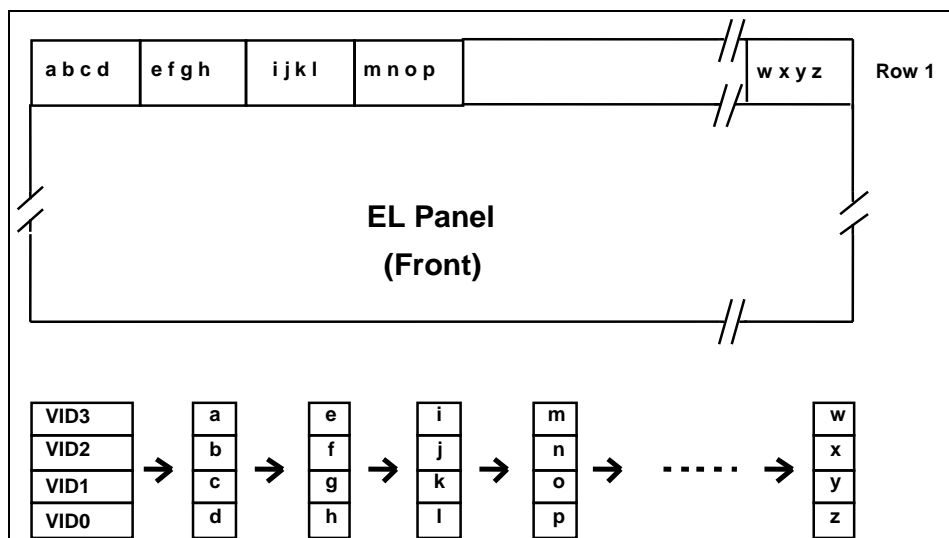 a b c d e f g h i j k l m n o p w x y z Row 1
EL Panel
(Front)
VID3 a e i m w
VID2 b f j n x
VID1 c g k o y
VID0 d h l p z